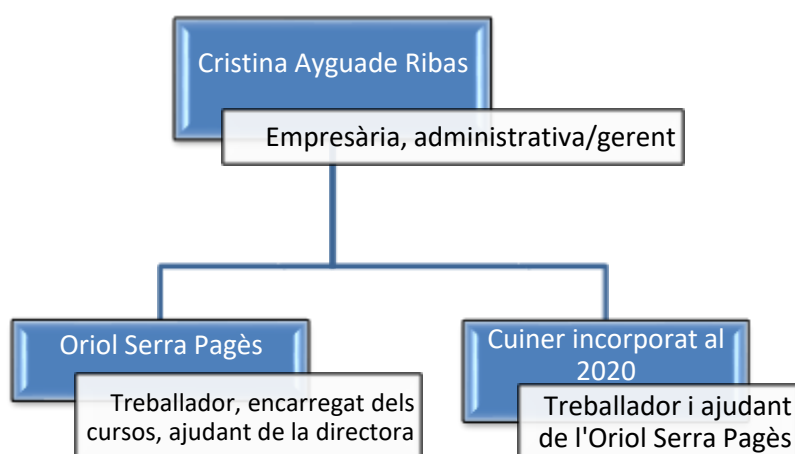 Cristina Ayguade Ribas
Empresària, administrativa/gerent
Oriol Serra Pagès
Treballador, encarregat dels
cursos, ajudant de la directora
Cuiner incorporat al
2020
Treballador i ajudant
de l'Oriol Serra Pagès